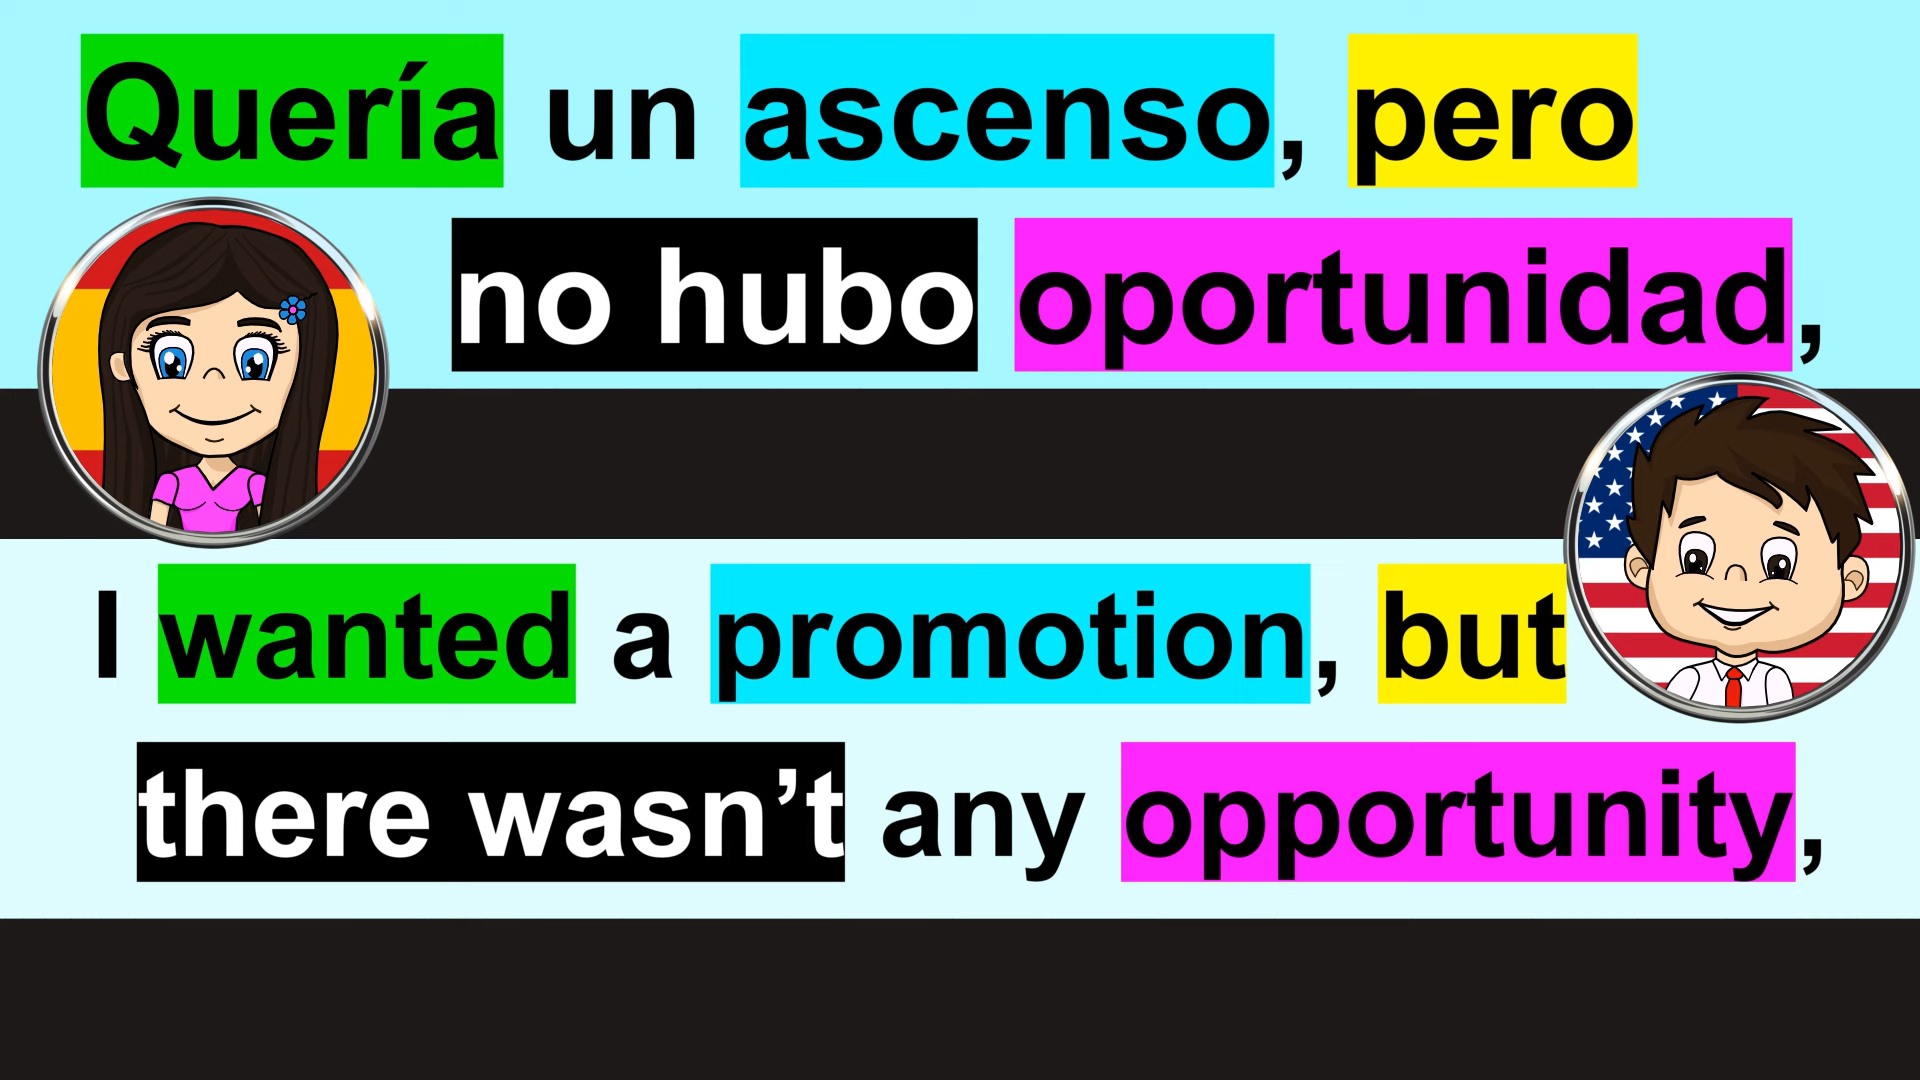 Quería un ascenso, pero
no hubo oportunidad,
I wanted a promotion, but
there wasn’t any opportunity,